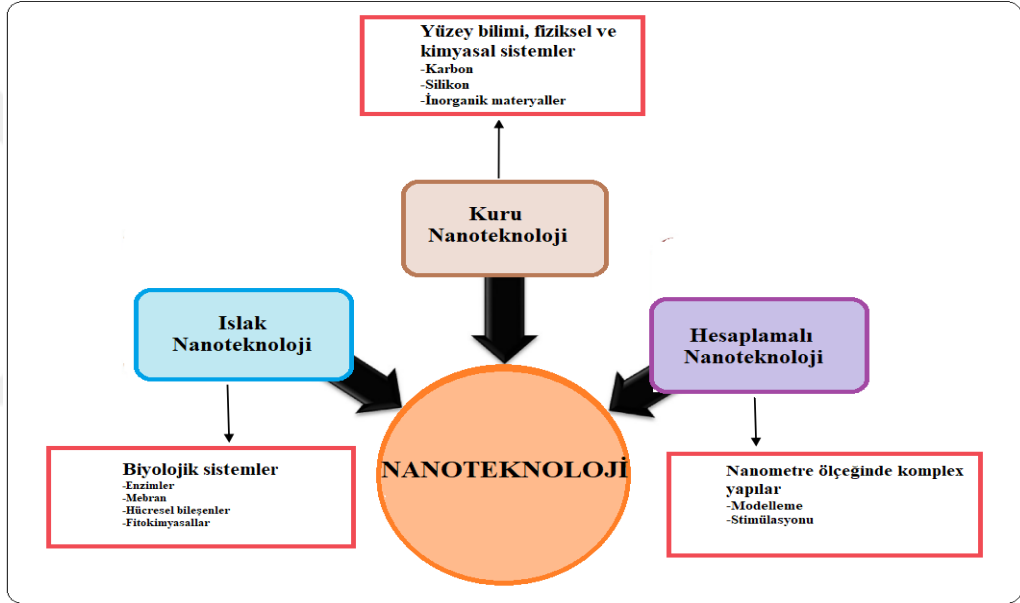 Yüzey bilimi, fiziksel ve
kimyasal sistemler
-Karbon
-Silikon
-İnorganik materyaller
Kuru
Nanoteknoloji
Islak
Nanoteknoloji
Hesaplamalı
Nanoteknoloji
NANOTEKNOLOJİ
Biyolojik sistemler
-Enzimler
-Mebran
-Hücresel bileşenler
-Fitokimyasallar
Nanometre ölçeğinde komplex
yapılar
-Modelleme
-Stimülasyonu